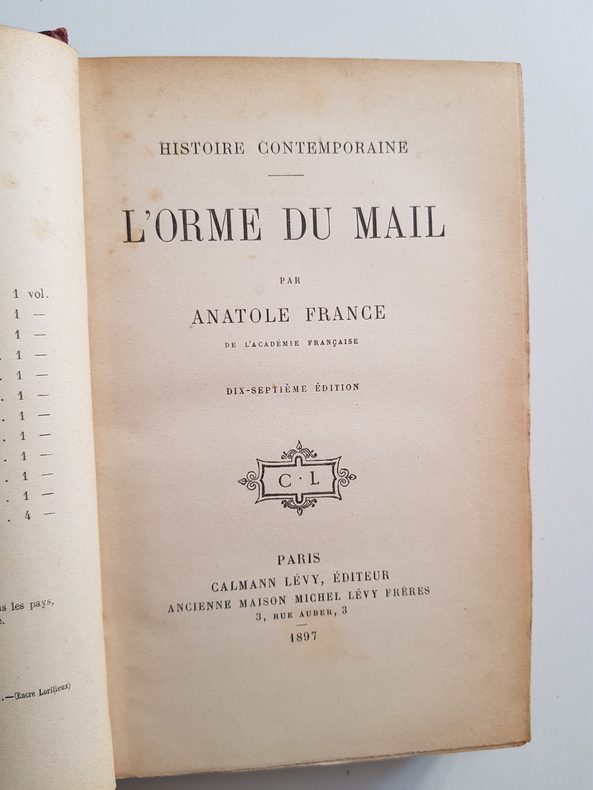 1 vol.
1 —
1 —
. 1 —
. 1 —
. 1 —
. 1 —
. 1 —
. 1 —
. 1 —
. 1 —
. 4 —
les pays,
.—(Encre Lorilleux)
HISTOIRE CONTEMPORAINE
L'ORME DU MAIL
PAR
ANATOLE FRANCE
DE L'ACADÉMIE FRANÇAISE
DIX-SEPTIÈME ÉDITION
C · L
PARIS
CALMANN LÉVY, ÉDITEUR
ANCIENNE MAISON MICHEL LÉVY FRÈRES
3, RUE AUBER, 3
1897